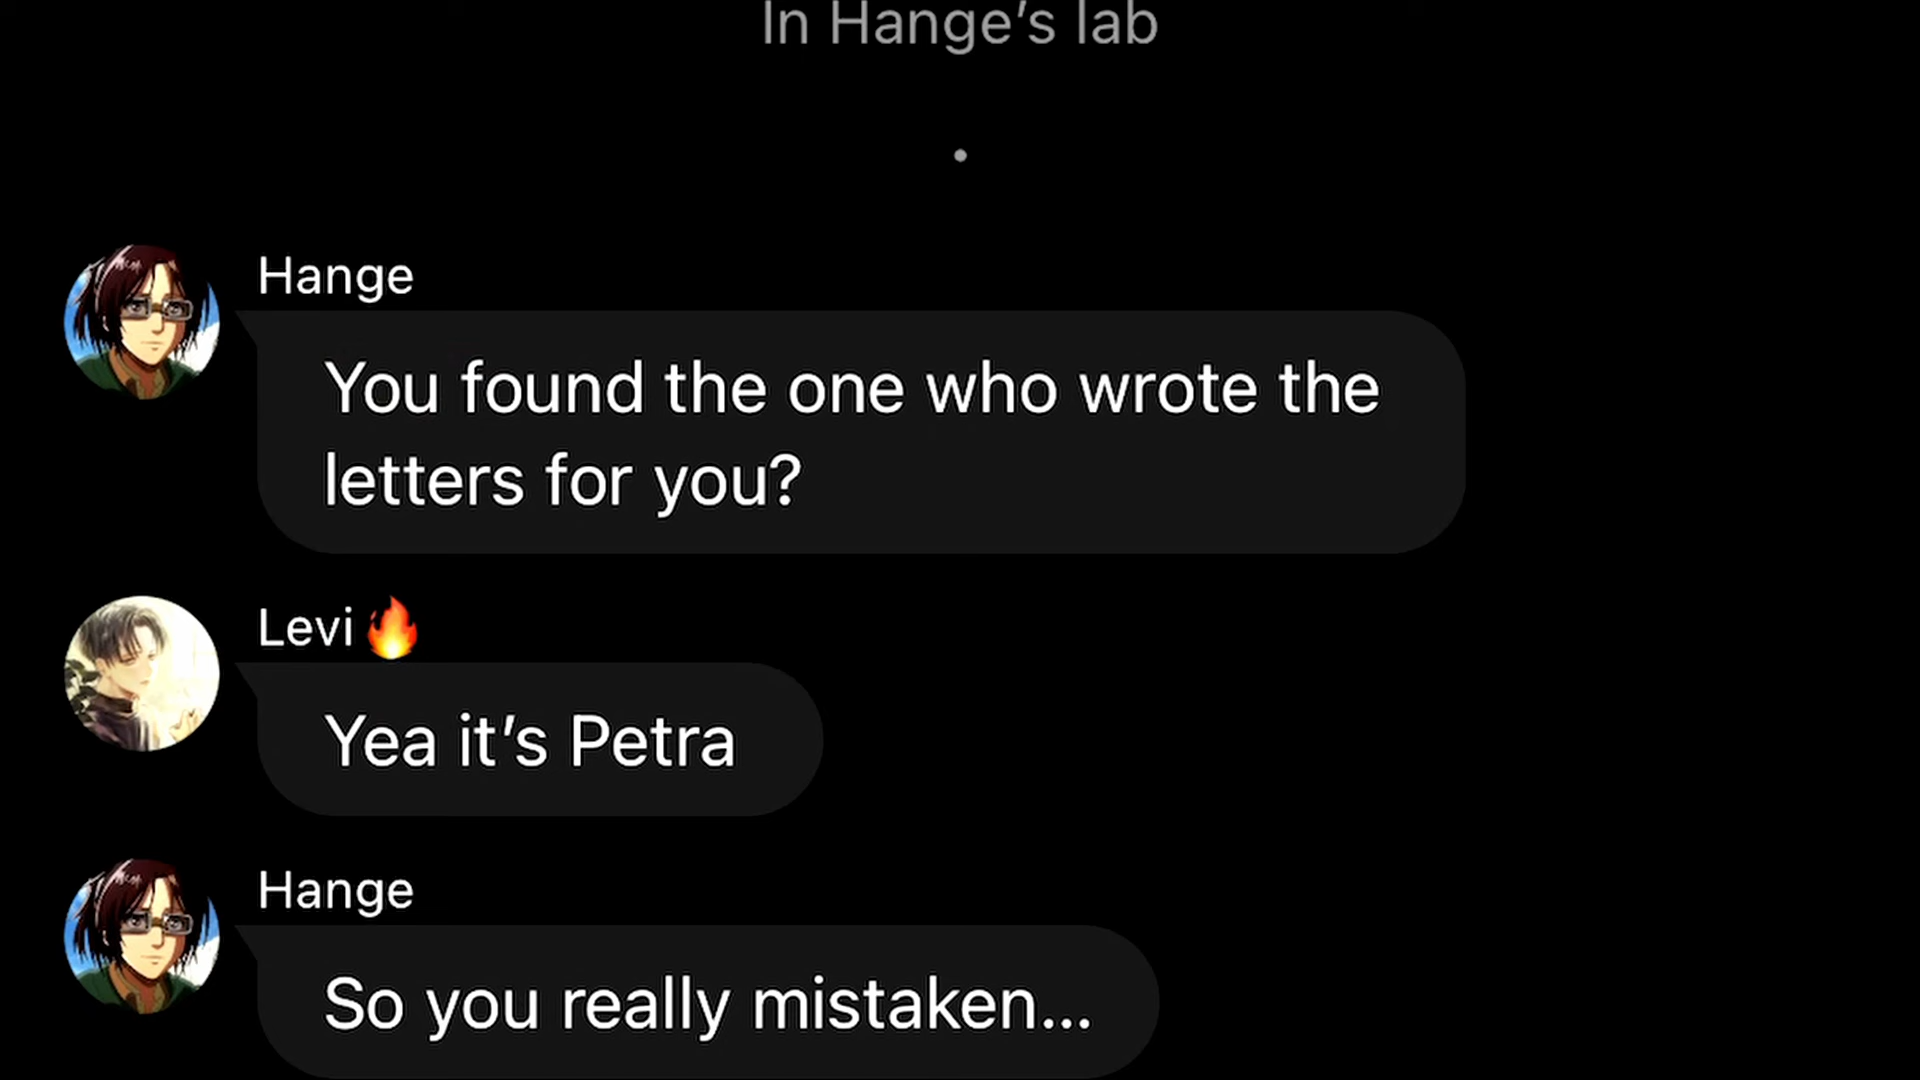 In Hange’s lab
.
Hange
You found the one who wrote the
letters for you?
Levi🔥
Yea it’s Petra
Hange
So you really mistaken...